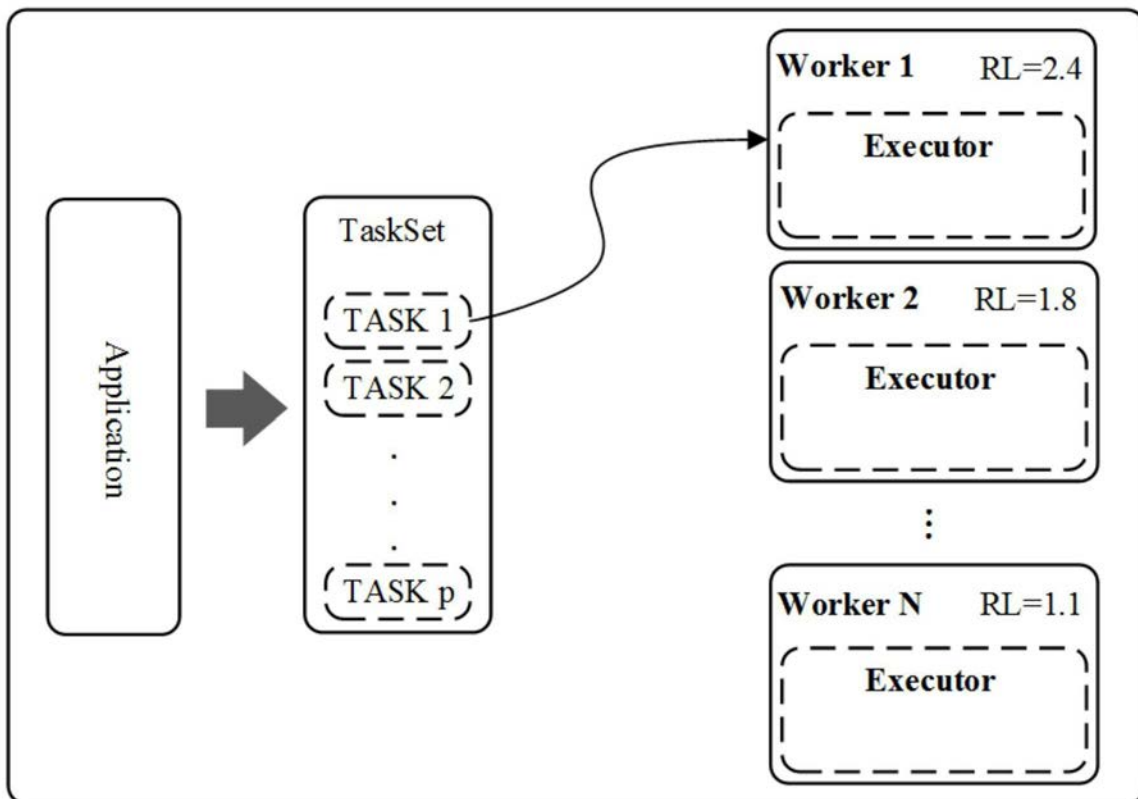 Application
TaskSet
TASK 1
TASK 2
.
.
.
TASK p
Worker 1 RL=2.4
Executor
Worker 2 RL=1.8
Executor
⋮
Worker N RL=1.1
Executor